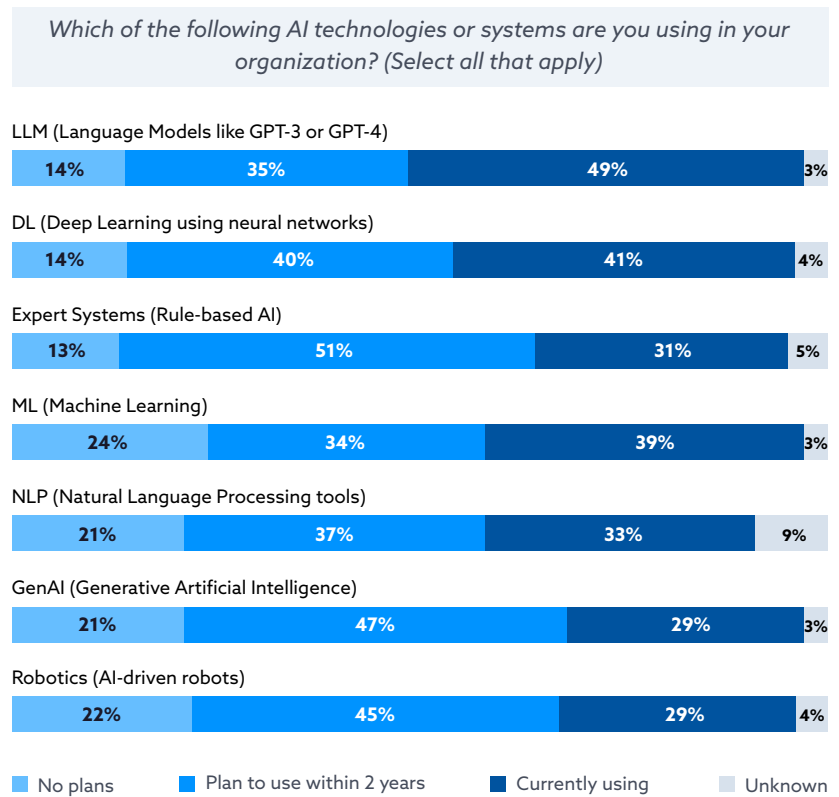 Which of the following AI technologies or systems are you using in your
organization? (Select all that apply)
LLM (Language Models like GPT-3 or GPT-4)
14% 35% 49% 3%
DL (Deep Learning using neural networks)
14% 40% 41% 4%
Expert Systems (Rule-based AI)
13% 51% 31% 5%
ML (Machine Learning)
24% 34% 39% 3%
NLP (Natural Language Processing tools)
21% 37% 33% 9%
GenAI (Generative Artificial Intelligence)
21% 47% 29% 3%
Robotics (AI-driven robots)
22% 45% 29% 4%
No plans Plan to use within 2 years Currently using Unknown